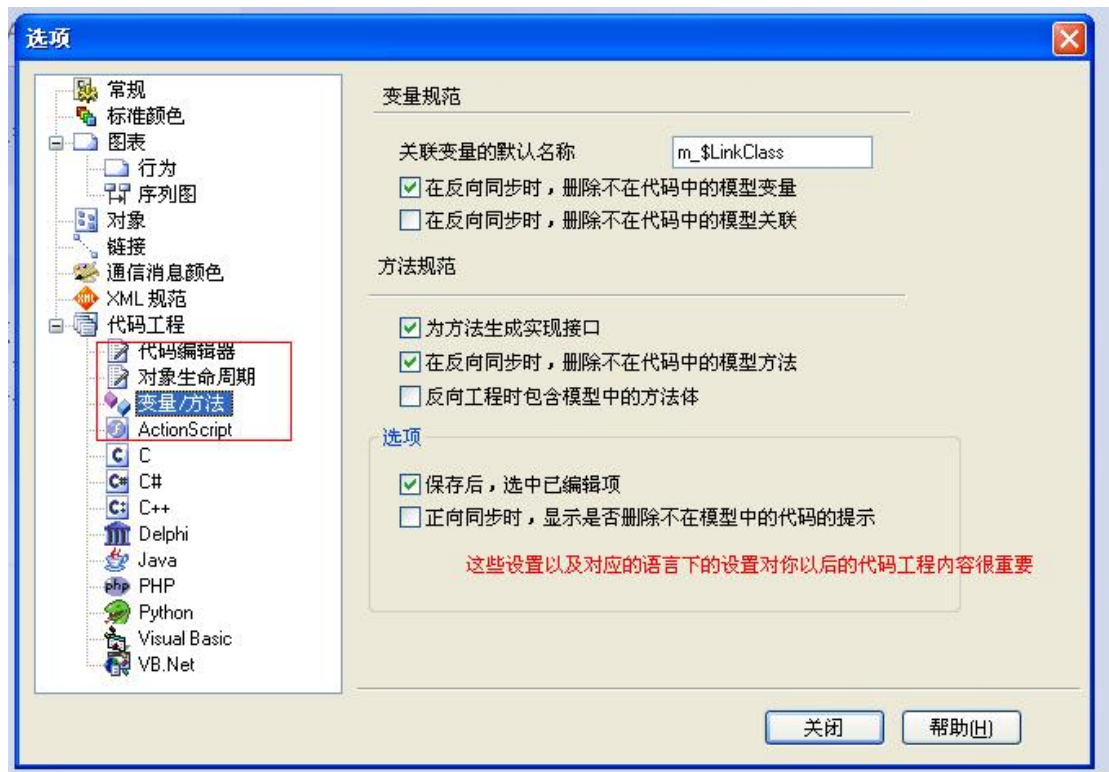 选项
常规
标准颜色
图表
行为
序列图
对象
链接
通信消息颜色
XML 规范
代码工程
代码编辑器
对象生命周期
变量/方法
ActionScript
C
C#
C++
Delphi
Java
PHP
Python
Visual Basic
VB.Net
变量规范
关联变量的默认名称 m_$LinkClass
在反向同步时，删除不在代码中的模型变量
在反向同步时，删除不在代码中的模型关联
方法规范
为方法生成实现接口
在反向同步时，删除不在代码中的模型方法
反向工程时包含模型中的方法体
选项
保存后，选中已编辑项
正向同步时，显示是否删除不在模型中的代码的提示
这些设置以及对应的语言下的设置对你以后的代码工程内容很重要
关闭 帮助(H)